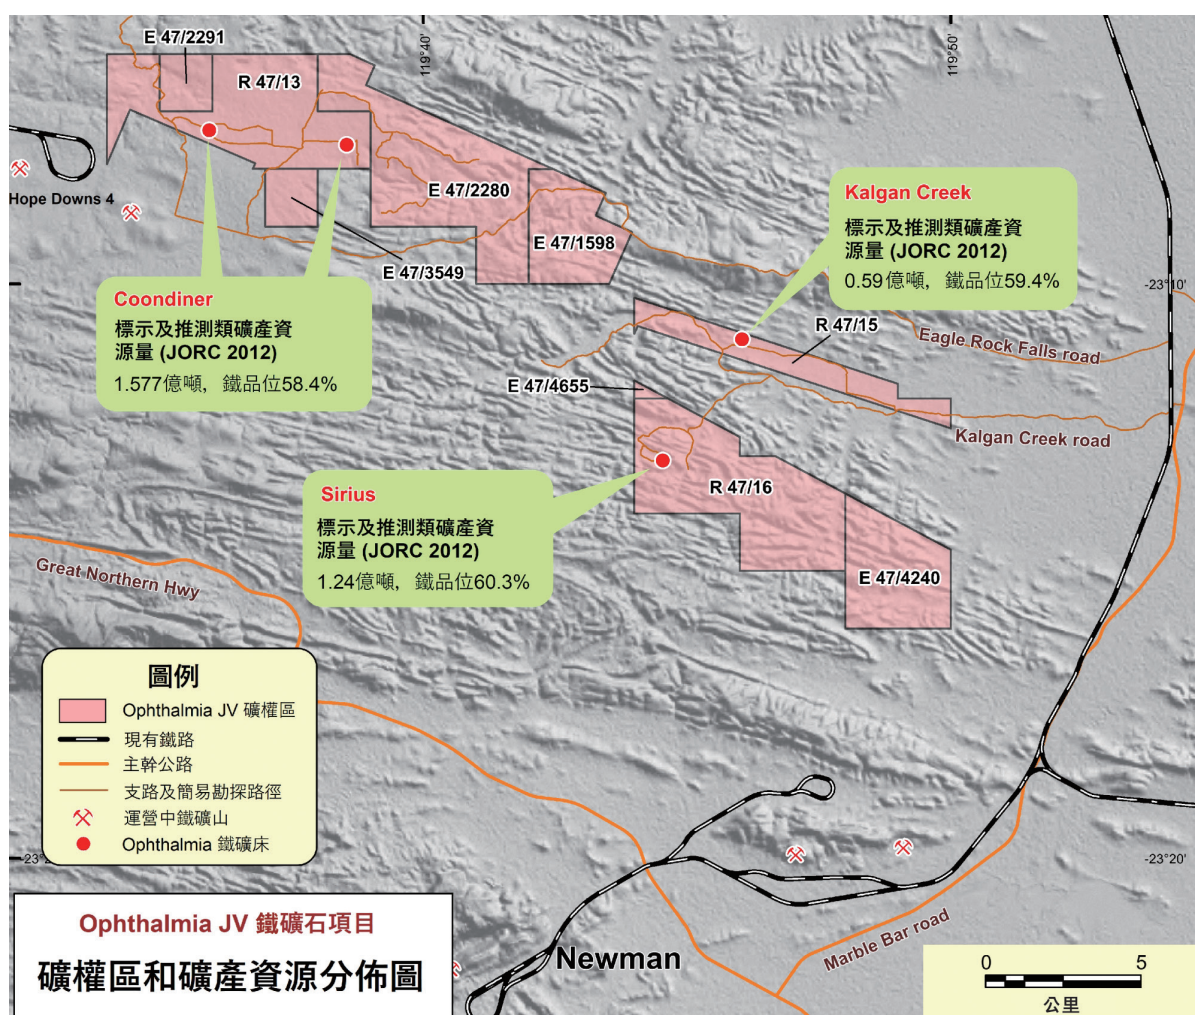 E 47/2291
R 47/13
119°40'
119°50'
Hope Downs 4
E 47/2280
E 47/1598
E 47/3549
Kalgan Creek
標示及推測類礦產資
源量 (JORC 2012)
0.59億噸，鐵品位59.4%
-23°10'
Coondiner
標示及推測類礦產資
源量 (JORC 2012)
1.577億噸，鐵品位58.4%
R 47/15
Eagle Rock Falls road
E 47/4655
Kalgan Creek road
Sirius
標示及推測類礦產資
源量 (JORC 2012)
1.24億噸，鐵品位60.3%
R 47/16
E 47/4240
Great Northern Hwy
圖例
Ophthalmia JV 礦權區
現有鐵路
主幹公路
支路及簡易勘探路徑
運營中鐵礦山
Ophthalmia 鐵礦床
-23°20'
Ophthalmia JV 鐵礦石項目
礦權區和礦產資源分佈圖
Newman
Marble Bar road
0 5
公里